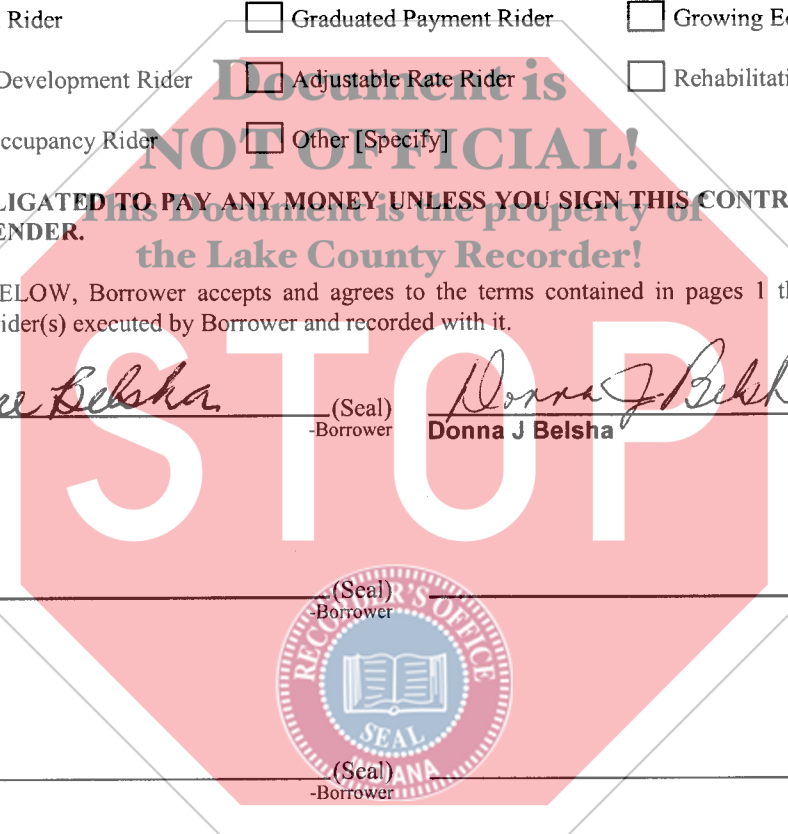 Rider Graduated Payment Rider Growing E
Document is
Development Rider Adjustable Rate Rider Rehabilitati
ccupancy Rider Other [Specify]
NOT OFFICIAL!
LIGATED TO PAY ANY MONEY UNLESS YOU SIGN THIS CONTR
This Document is the property of
ENDER.
the Lake County Recorder!
ELOW, Borrower accepts and agrees to the terms contained in pages 1 th
ider(s) executed by Borrower and recorded with it.
STOP
Belsha (Seal) Donna J Belsh
-Borrower Donna J Belsha
(Seal)
-Borrower
RECORDER'S OFFICE
SEAL
INDIANA
(Seal)
-Borrower